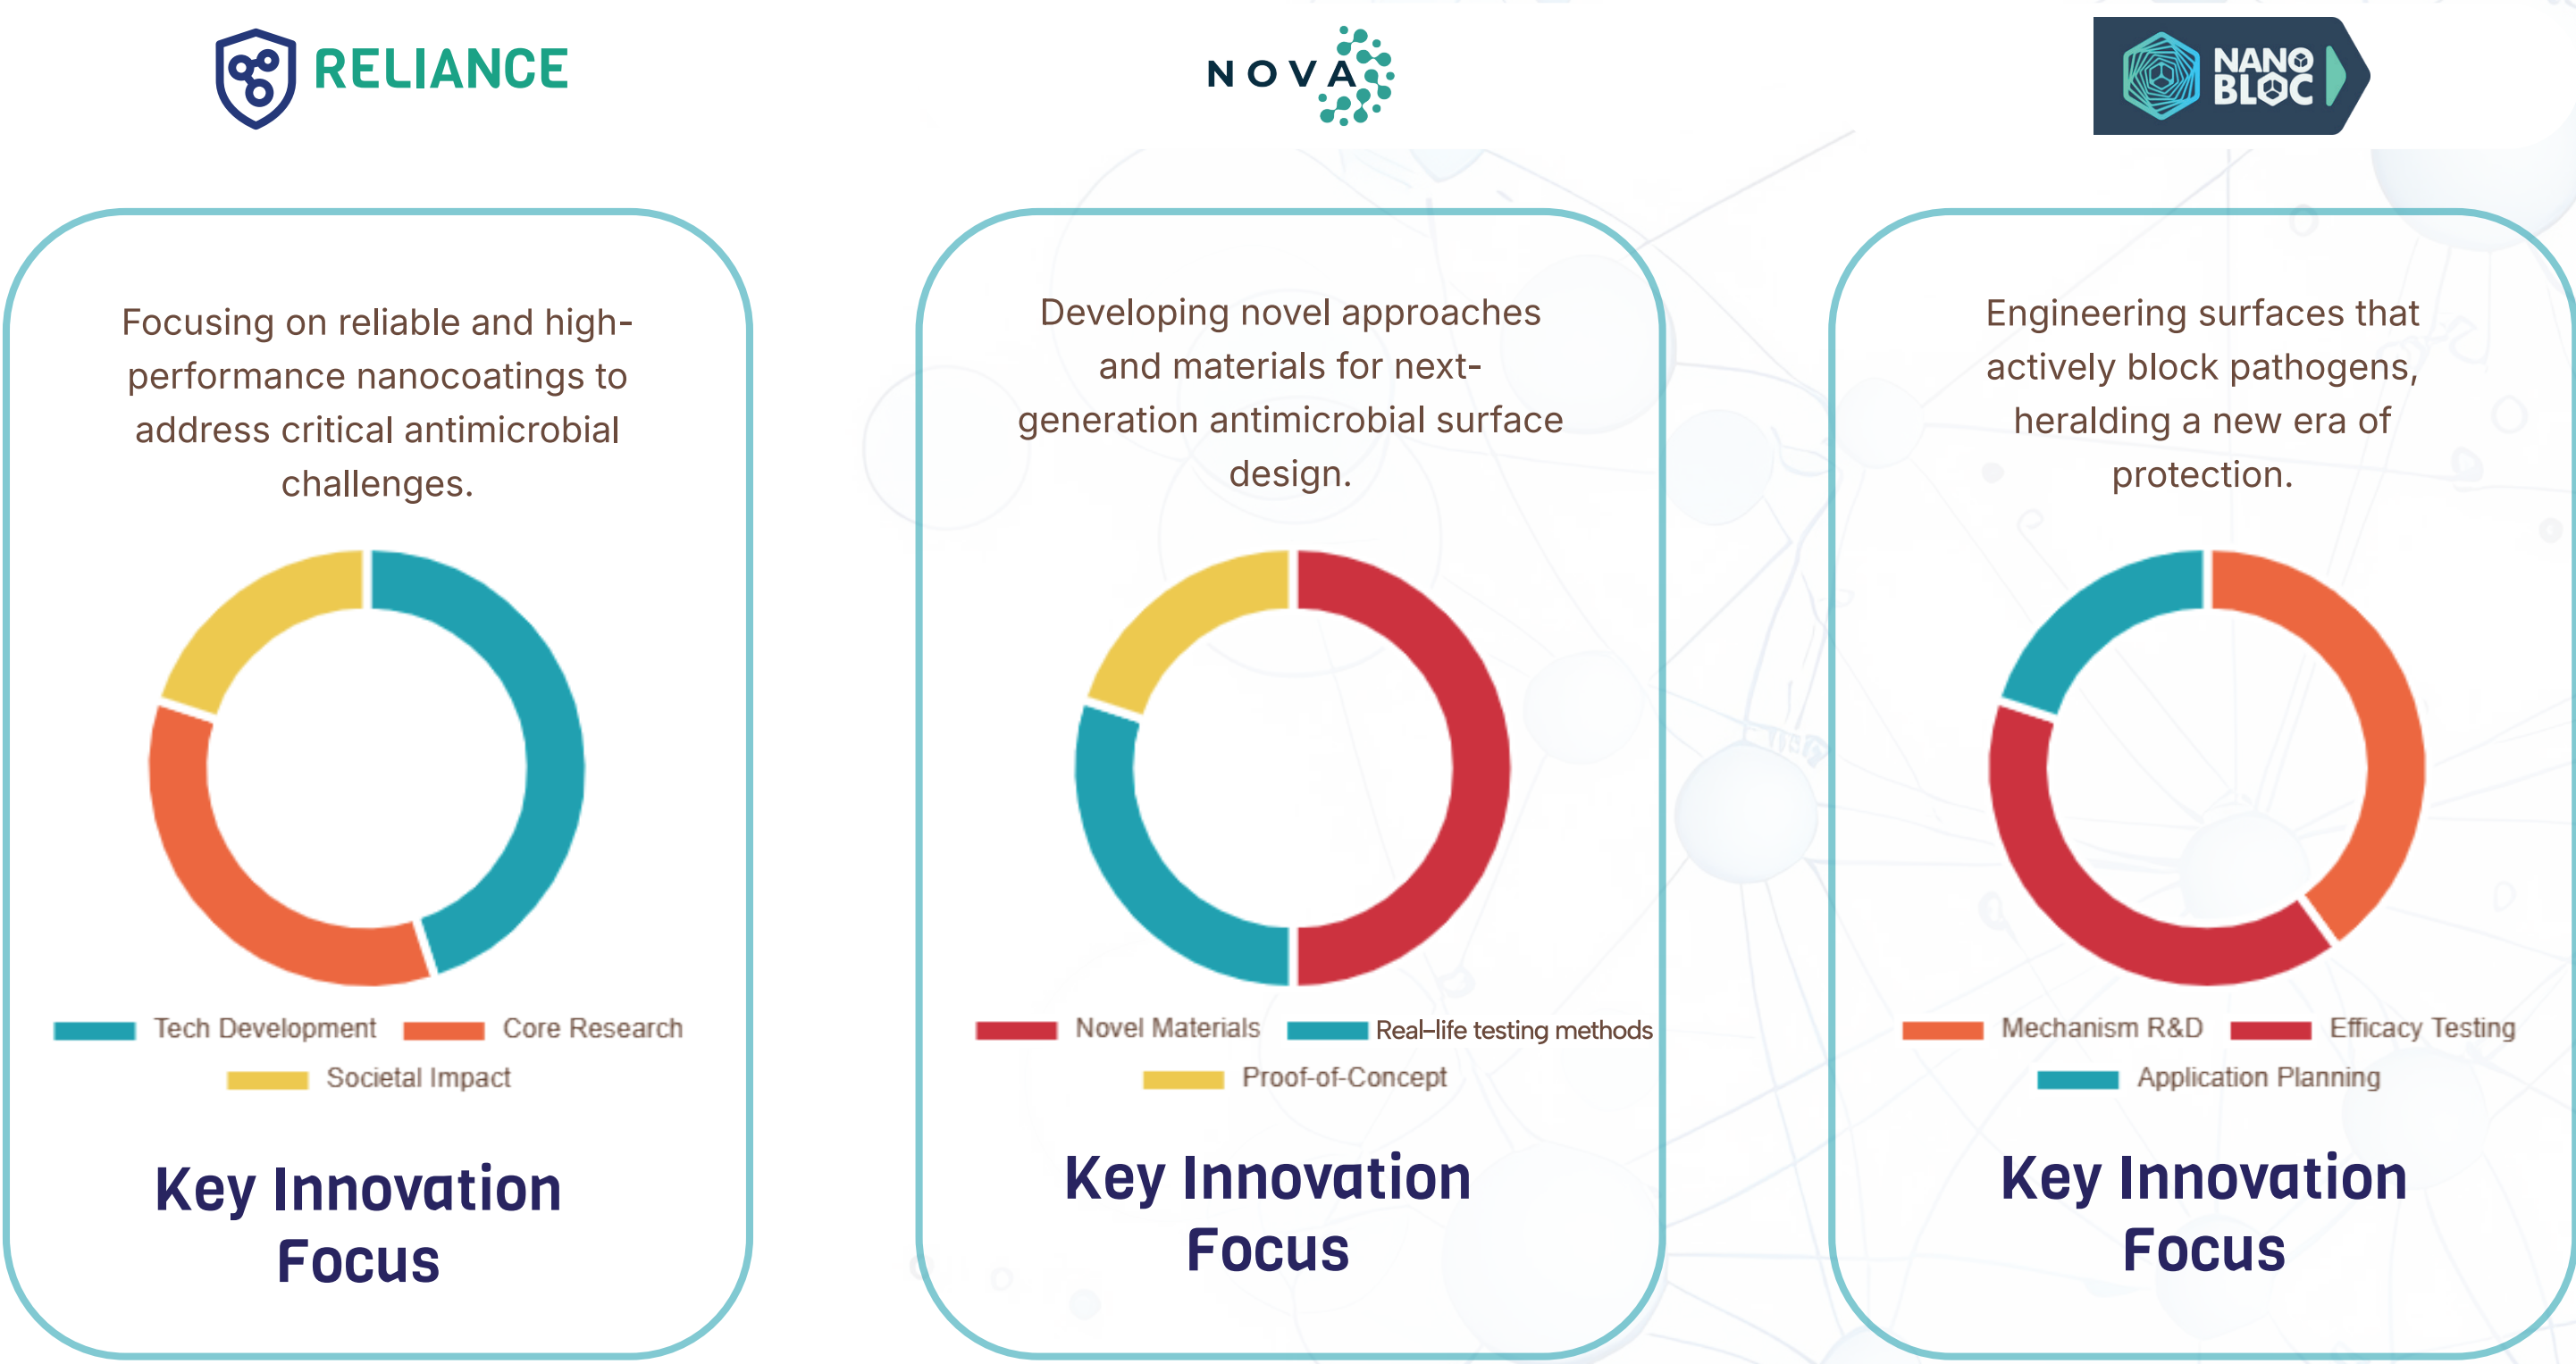 RELIANCE
Focusing on reliable and high-
performance nanocoatings to
address critical antimicrobial
challenges.
Tech Development
Core Research
Societal Impact
Key Innovation
Focus
NOVA
Developing novel approaches
and materials for next-
generation antimicrobial surface
design.
Novel Materials
Real-life testing methods
Proof-of-Concept
Key Innovation
Focus
NANO
BLOC
Engineering surfaces that
actively block pathogens,
heralding a new era of
protection.
Mechanism R&D
Efficacy Testing
Application Planning
Key Innovation
Focus